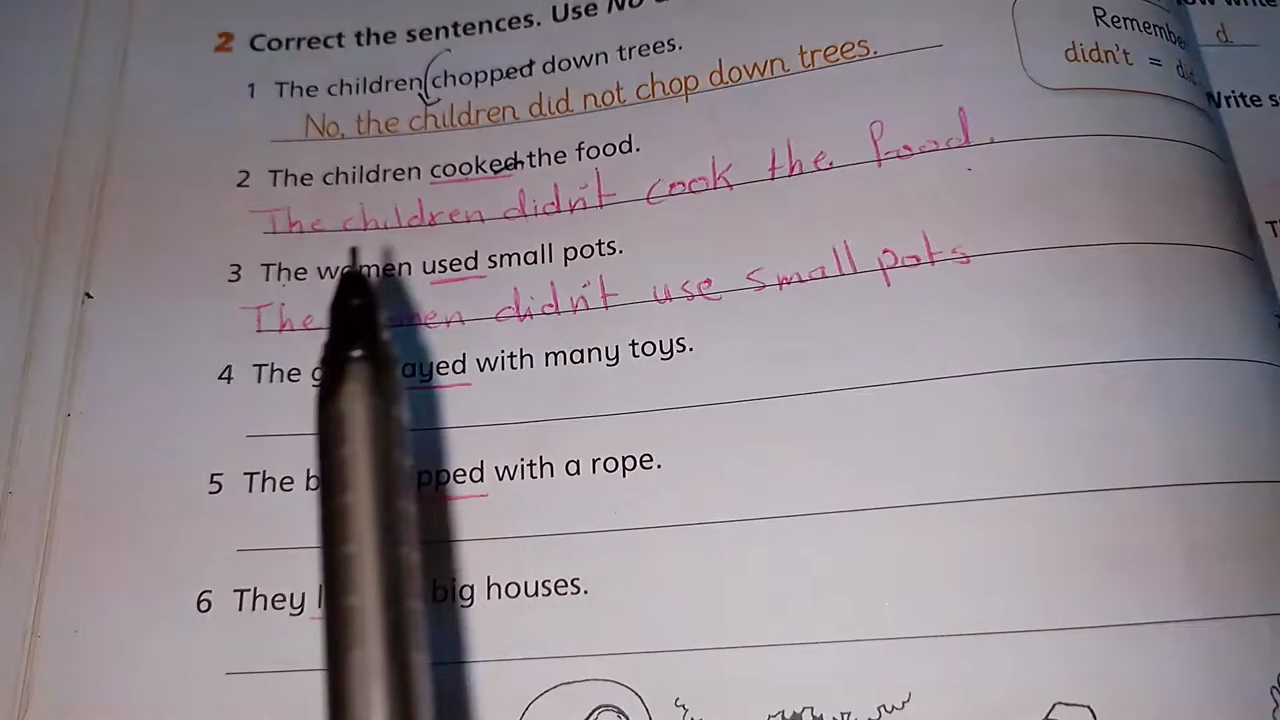 2 Correct the sentences. Use No
1 The children chopped down trees.
No, the children did not chop down trees.
2 The children cooked the food.
The children didn't cook the food.
3 The women used small pots.
The didn't use small pots
4 The with many toys.
5 The with a rope.
6 They big houses.
Remember
didn't =
d
Write